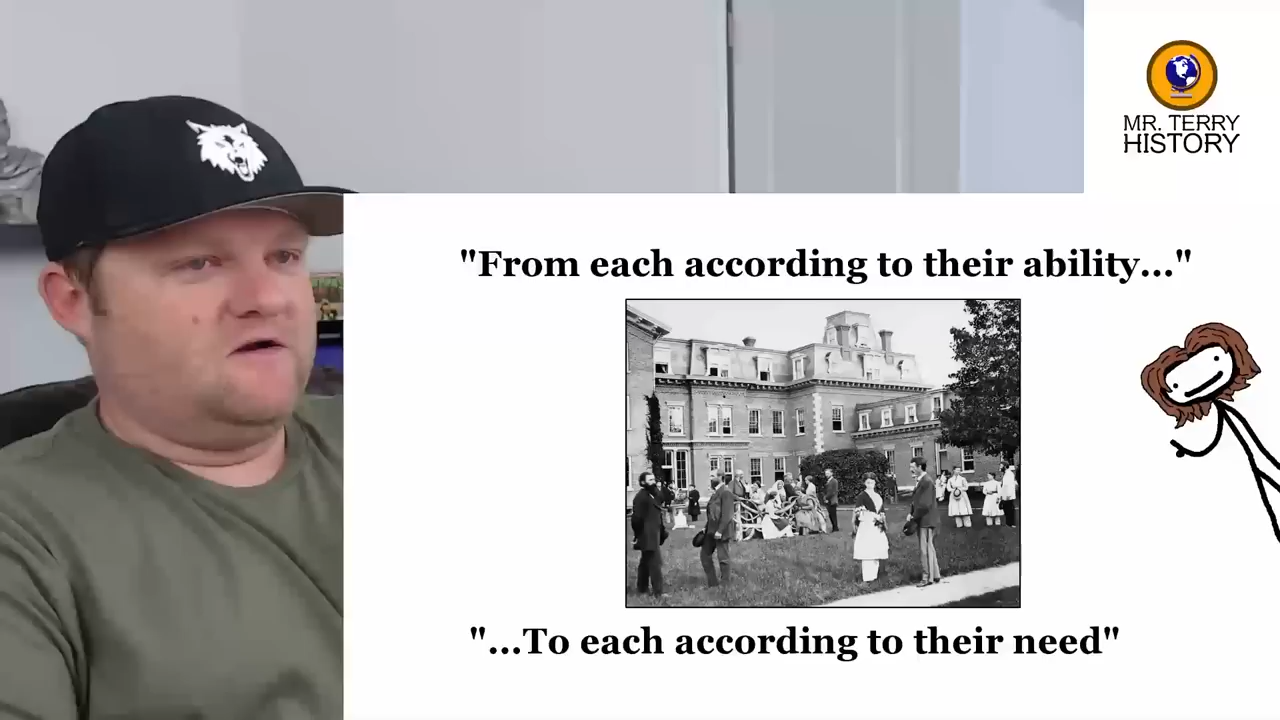 MR. TERRY
HISTORY
"From each according to their ability..."
"...To each according to their need"